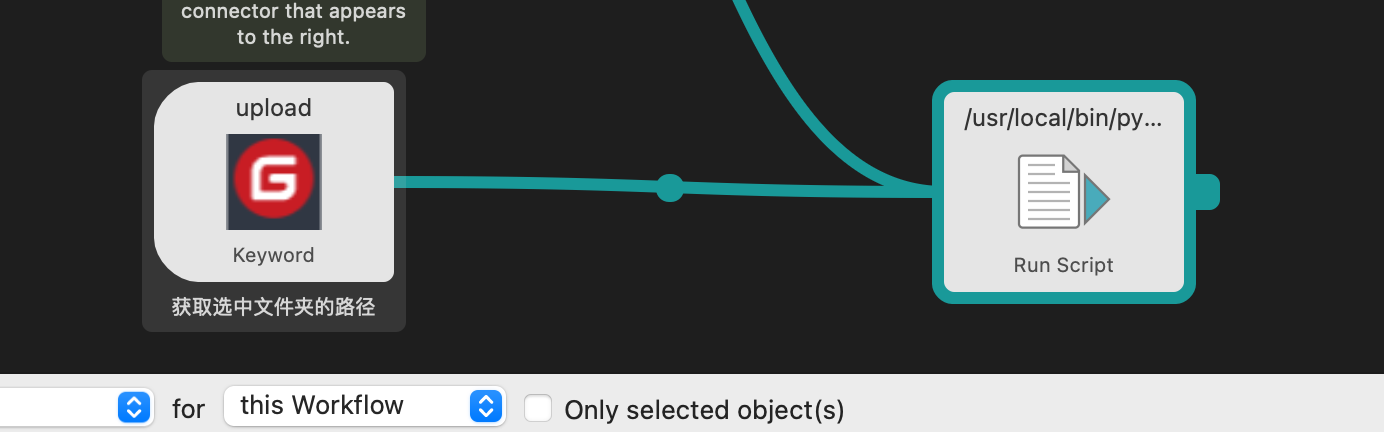 connector that appears
to the right.
upload
G
Keyword
获取选中文件夹的路径
/usr/local/bin/py...
Run Script
for
this Workflow
Only selected object(s)